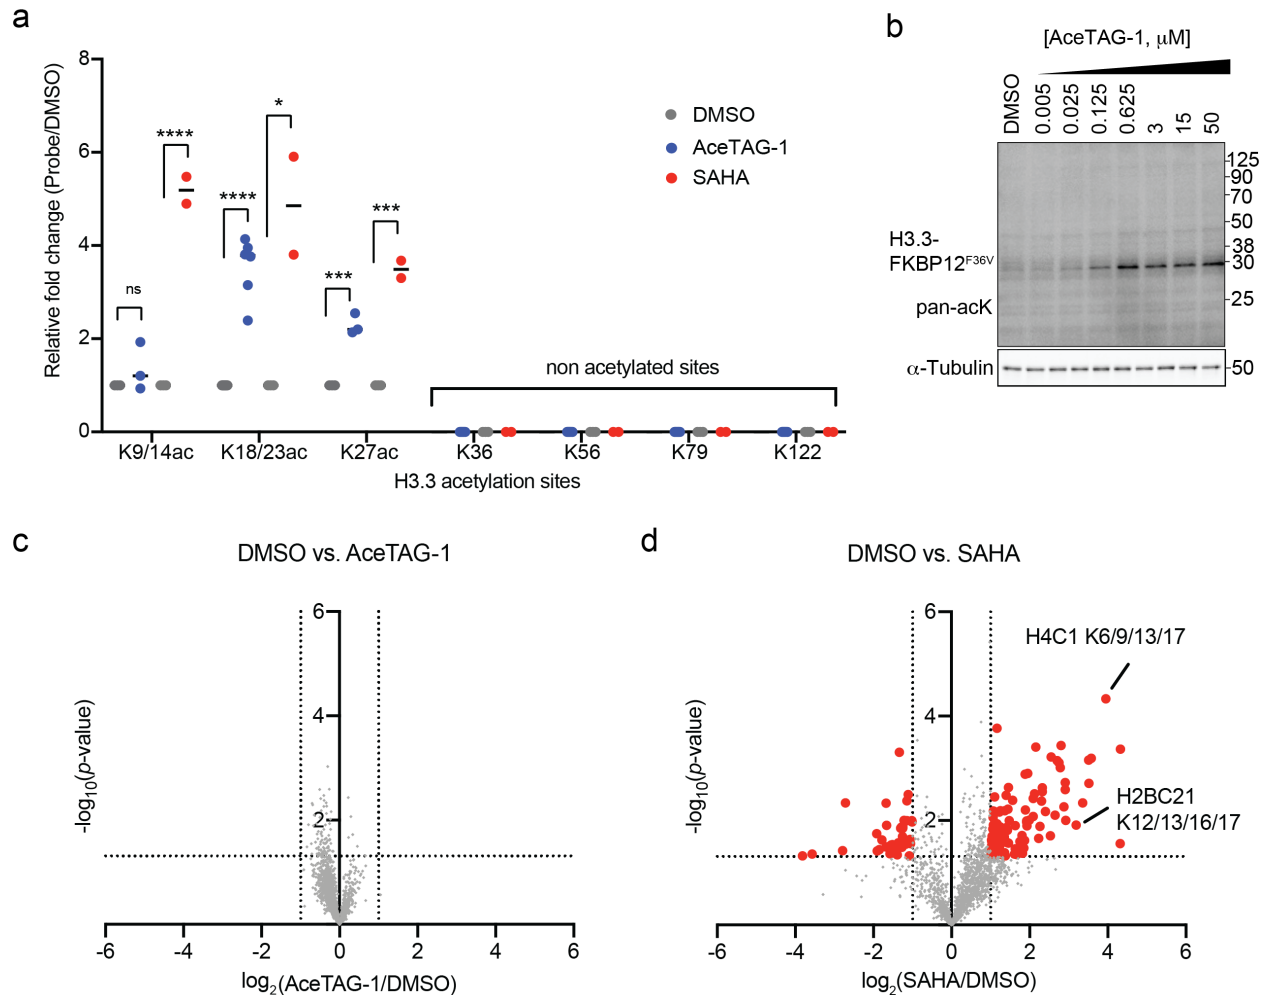 a
Relative fold change (Probe/DMSO)
8
6
4
2
0
ns
****
****
*
***
***
DMSO
AceTAG-1
SAHA
non acetylated sites
K9/14ac K18/23ac K27ac K36 K56 K79 K122
H3.3 acetylation sites
b
[AceTAG-1, μM]
DMSO 0.005 0.025 0.125 0.625 3 15 50
125
90
70
50
38
30
25
H3.3-
FKBP12F36V
pan-acK
α-Tubulin
50
c
DMSO vs. AceTAG-1
-log10(p-value)
6
4
2
-6 -4 -2 0 2 4 6
log2(AceTAG-1/DMSO)
d
DMSO vs. SAHA
-log10(p-value)
6
4
2
H4C1 K6/9/13/17
H2BC21
K12/13/16/17
-6 -4 -2 0 2 4 6
log2(SAHA/DMSO)